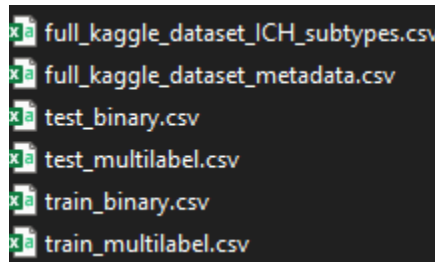 full_kaggle_dataset_ICH_subtypes.csv
full_kaggle_dataset_metadata.csv
test_binary.csv
test_multilabel.csv
train_binary.csv
train_multilabel.csv